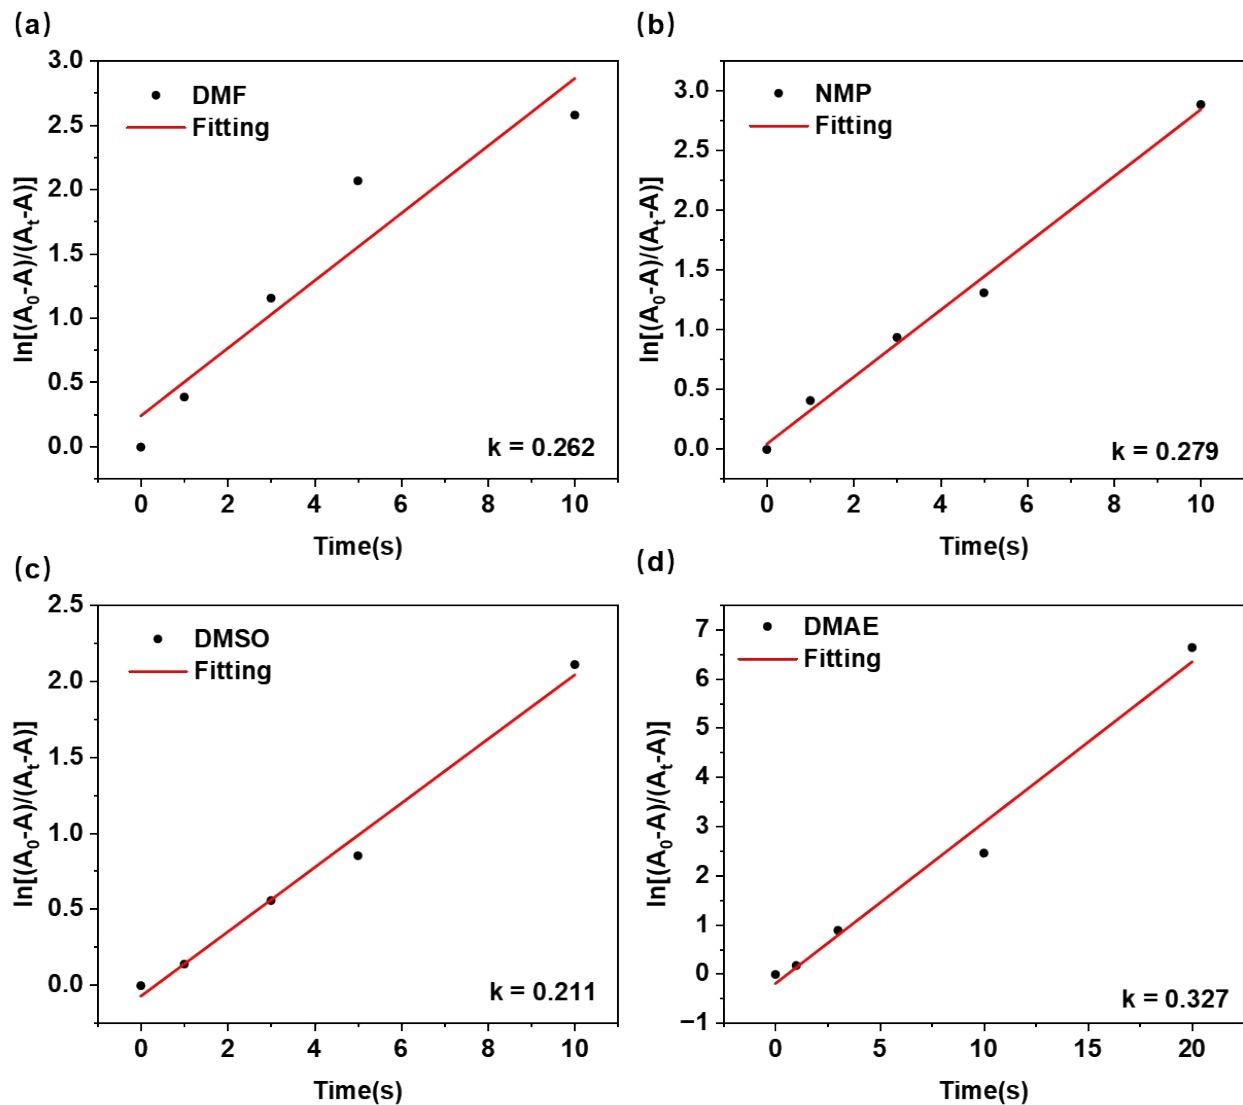 (a)
3.0
2.5
2.0
1.5
1.0
0.5
0.0
ln[(A₀-A)/(Aₜ-A)]
DMF
Fitting
k = 0.262
0 2 4 6 8 10
Time(s)
(b)
3.0
2.5
2.0
1.5
1.0
0.5
0.0
ln[(A₀-A)/(Aₜ-A)]
NMP
Fitting
k = 0.279
0 2 4 6 8 10
Time(s)
(c)
2.5
2.0
1.5
1.0
0.5
0.0
ln[(A₀-A)/(Aₜ-A)]
DMSO
Fitting
k = 0.211
0 2 4 6 8 10
Time(s)
(d)
7
6
5
4
3
2
1
0
−1
ln[(A₀-A)/(Aₜ-A)]
DMAE
Fitting
k = 0.327
0 5 10 15 20
Time(s)